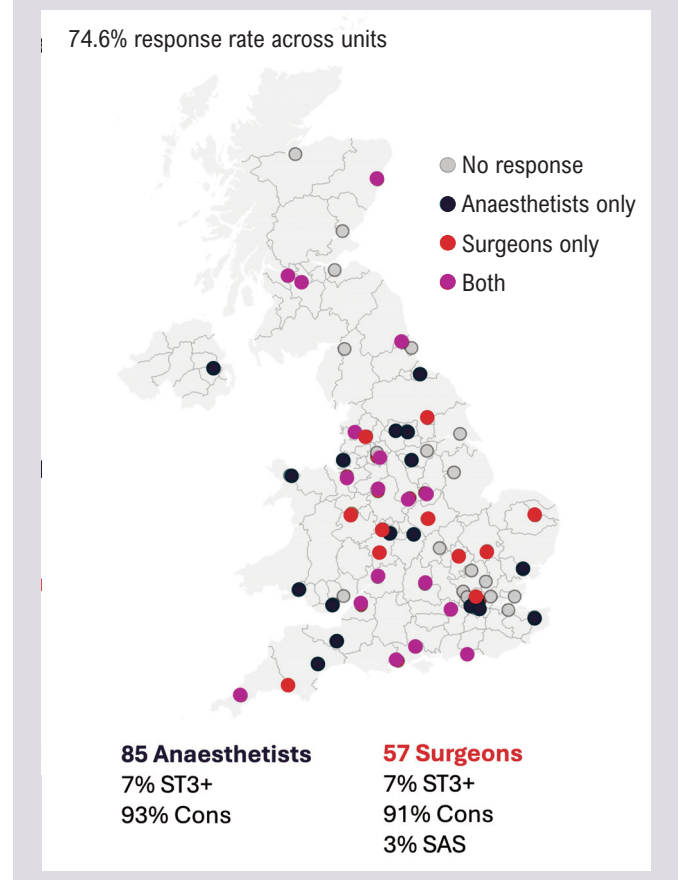 74.6% response rate across units
No response
Anaesthetists only
Surgeons only
Both
85 Anaesthetists
7% ST3+
93% Cons
57 Surgeons
7% ST3+
91% Cons
3% SAS